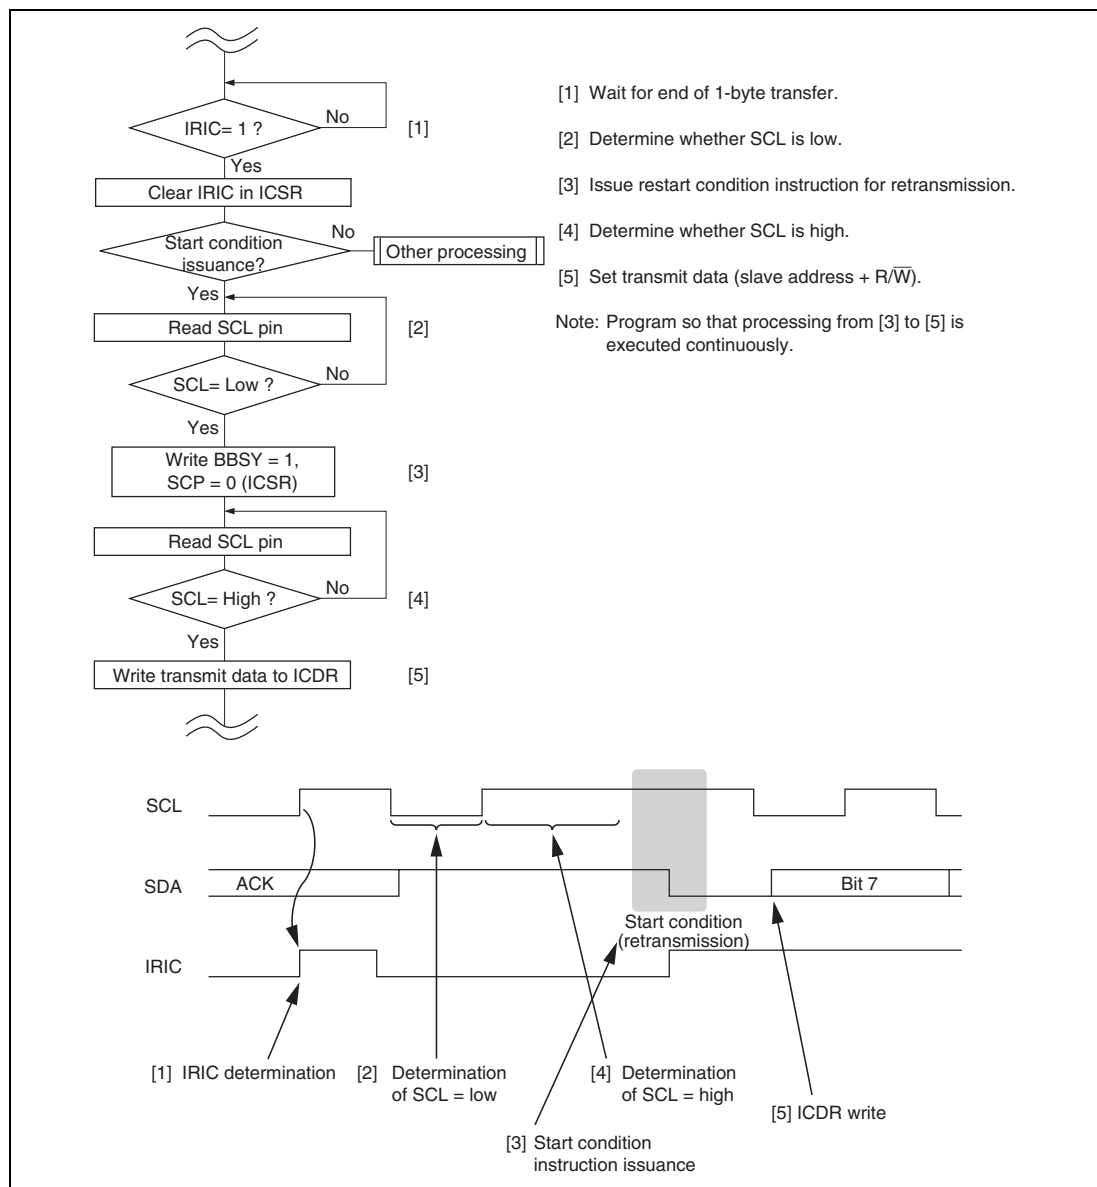 IRIC= 1 ?
No
[1]
Yes
Clear IRIC in ICSR
Start condition
issuance?
No
Other processing
Yes
Read SCL pin
[2]
SCL= Low ?
No
Yes
Write BBSY = 1,
SCP = 0 (ICSR)
[3]
Read SCL pin
SCL= High ?
No
[4]
Yes
Write transmit data to ICDR
[5]
[1] Wait for end of 1-byte transfer.
[2] Determine whether SCL is low.
[3] Issue restart condition instruction for retransmission.
[4] Determine whether SCL is high.
[5] Set transmit data (slave address + R/W̅).
Note: Program so that processing from [3] to [5] is
executed continuously.
SCL
SDA
ACK
Bit 7
Start condition
(retransmission)
IRIC
[1] IRIC determination
[2] Determination
of SCL = low
[4] Determination
of SCL = high
[5] ICDR write
[3] Start condition
instruction issuance